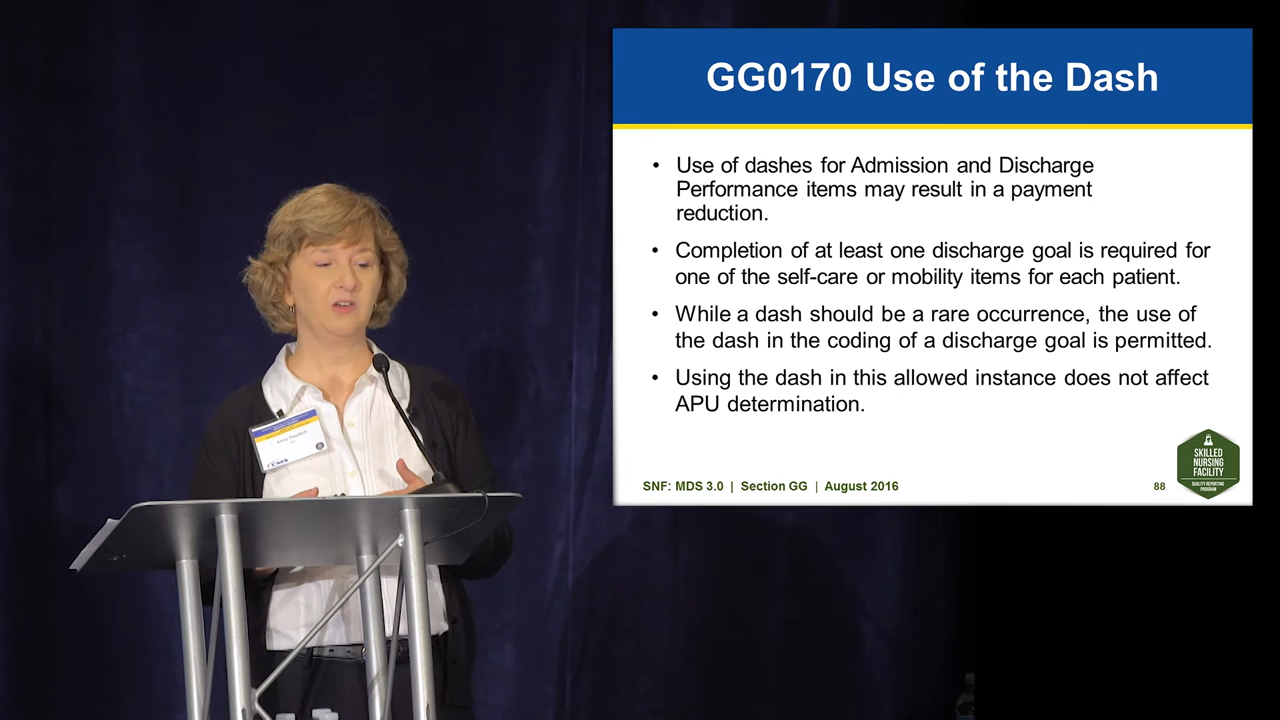 GG0170 Use of the Dash
• Use of dashes for Admission and Discharge
Performance items may result in a payment
reduction.
• Completion of at least one discharge goal is required for
one of the self-care or mobility items for each patient.
• While a dash should be a rare occurrence, the use of
the dash in the coding of a discharge goal is permitted.
• Using the dash in this allowed instance does not affect
APU determination.
SNF: MDS 3.0 | Section GG | August 2016
88
SKILLED
NURSING
FACILITY
QUALITY REPORTING
PROGRAM
CMS